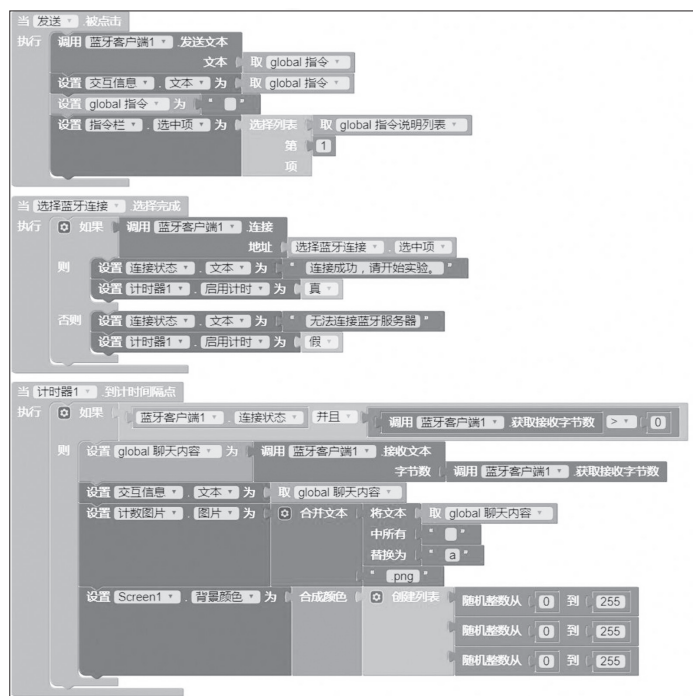 当 发送 被点击
执行 调用 蓝牙客户端1 .发送文本
文本 取 global 指令
设置 交互信息 . 文本 为 取 global 指令
设置 global 指令 为 " "
设置 指令栏 . 选中项 为 选择列表 取 global 指令说明列表
第 1
项
当 选择蓝牙连接 .选择完成
执行 如果 调用 蓝牙客户端1 .连接
地址 选择蓝牙连接 . 选中项
则 设置 连接状态 . 文本 为 " 连接成功，请开始实验。 "
设置 计时器1 . 启用计时 为 真
否则 设置 连接状态 . 文本 为 " 无法连接蓝牙服务器 "
设置 计时器1 . 启用计时 为 假
当 计时器1 .到计时间隔点
执行 如果 蓝牙客户端1 . 连接状态 并且 调用 蓝牙客户端1 .获取接收字节数 > 0
则 设置 global 聊天内容 为 调用 蓝牙客户端1 .接收文本
字节数 调用 蓝牙客户端1 .获取接收字节数
设置 交互信息 . 文本 为 取 global 聊天内容
设置 计数图片 . 图片 为 合并文本 将文本 取 global 聊天内容
中所有 " "
替换为 " a "
" .png "
设置 Screen1 . 背景颜色 为 合成颜色 创建列表 随机整数从 0 到 255
随机整数从 0 到 255
随机整数从 0 到 255